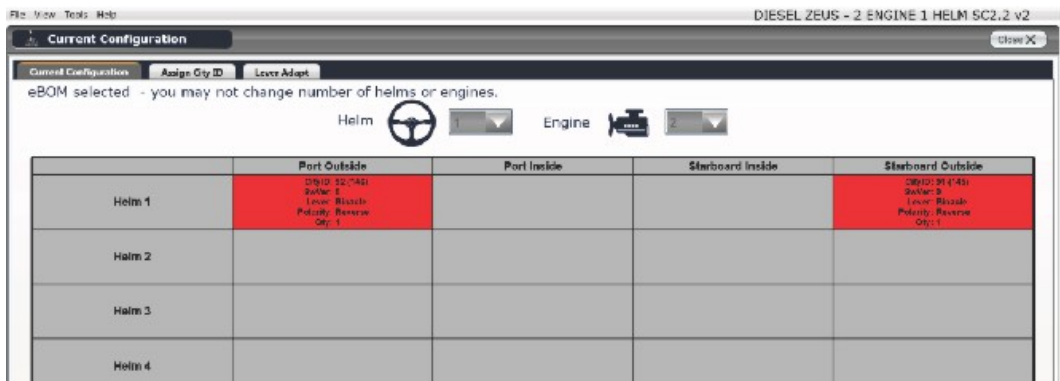 File View Tools Help
DIESEL ZEUS - 2 ENGINE 1 HELM SC2.2 v2
Current Configuration
Close X
Current Configuration Assign City ID Lever Adapt
eBOM selected - you may not change number of helms or engines.
Helm 1 Engine 2
Port Outside Port Inside Starboard Inside Starboard Outside
Helm 1
Lever: Binacle
Polarity: Reverse
Qty: 1
Lever: Binacle
Polarity: Reverse
Qty: 1
Helm 2
Helm 3
Helm 4